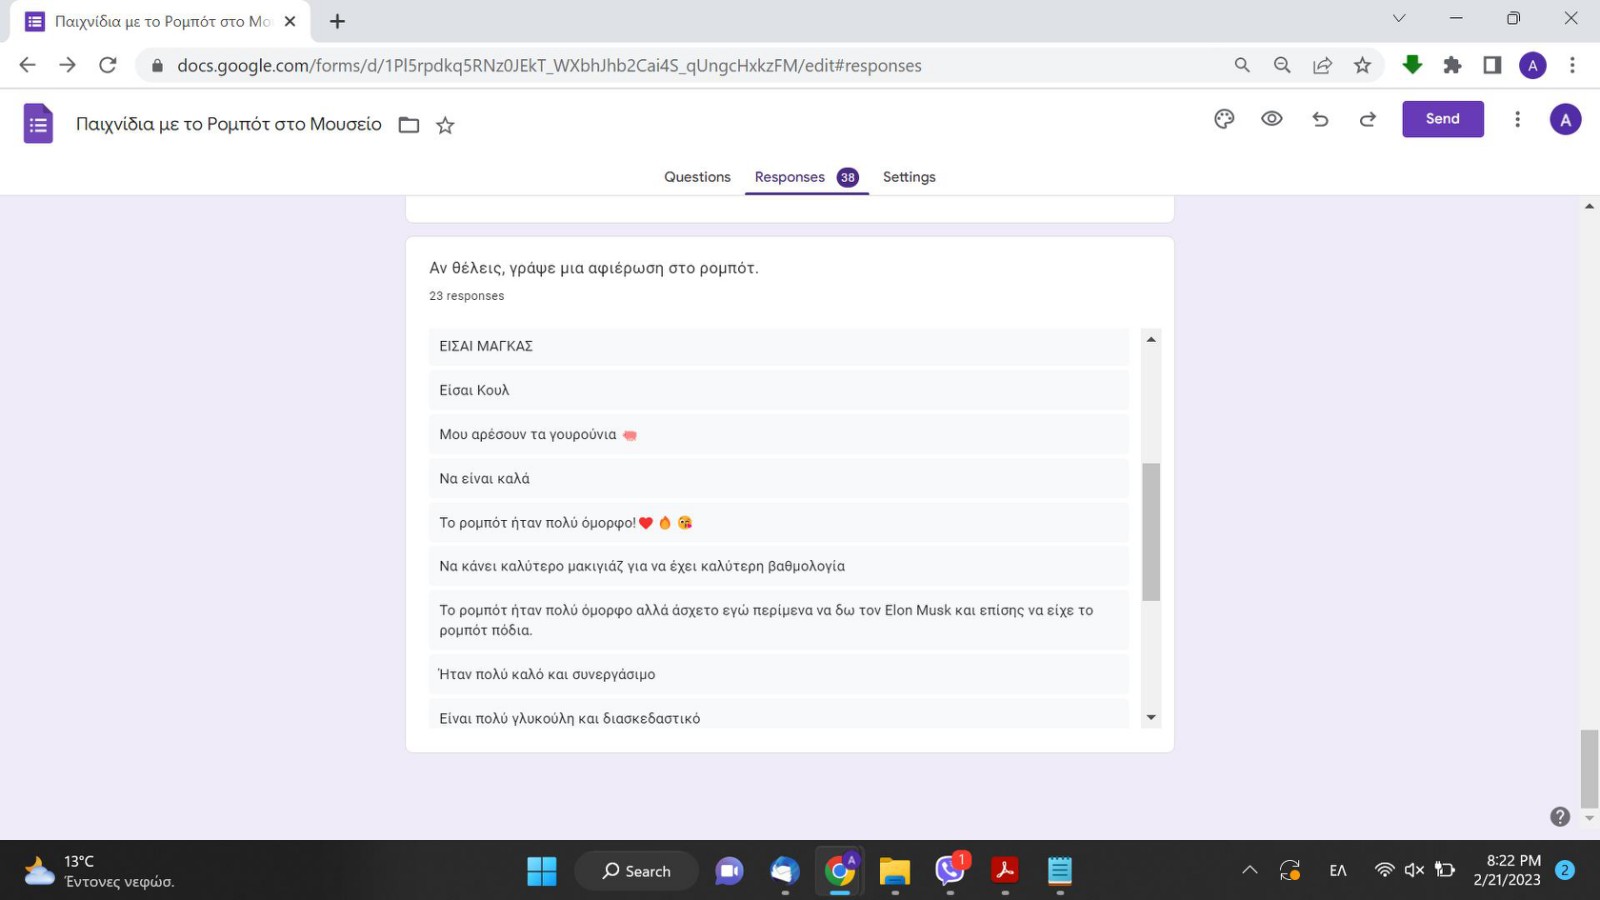 Παιχνίδια με το Ρομπότ στο Μο
docs.google.com/forms/d/1PI5rpdkq5RNz0JEkT_WXbhJhb2Cai4S_qUngcHxkzFM/edit#responses
A
Παιχνίδια με το Ρομπότ στο Μουσείο
Send
A
Questions
Responses 38
Settings
Αν θέλεις, γράψε μια αφιέρωση στο ρομπότ.
23 responses
ΕΙΣΑΙ ΜΑΓΚΑΣ
Είσαι Κουλ
Μου αρέσουν τα γουρούνια 🐖
Να είναι καλά
Το ρομπότ ήταν πολύ όμορφο!❤️ 🔥 😘
Να κάνει καλύτερο μακιγιάζ για να έχει καλύτερη βαθμολογία
Το ρομπότ ήταν πολύ όμορφο αλλά άσχετο εγώ περίμενα να δω τον Elon Musk και επίσης να είχε το
ρομπότ πόδια.
Ήταν πολύ καλό και συνεργάσιμο
Είναι πολύ γλυκούλη και διασκεδαστικό
13°C
Έντονες νεφώσ.
Search
A
1
ΕΛ
8:22 PM
2/21/2023
2